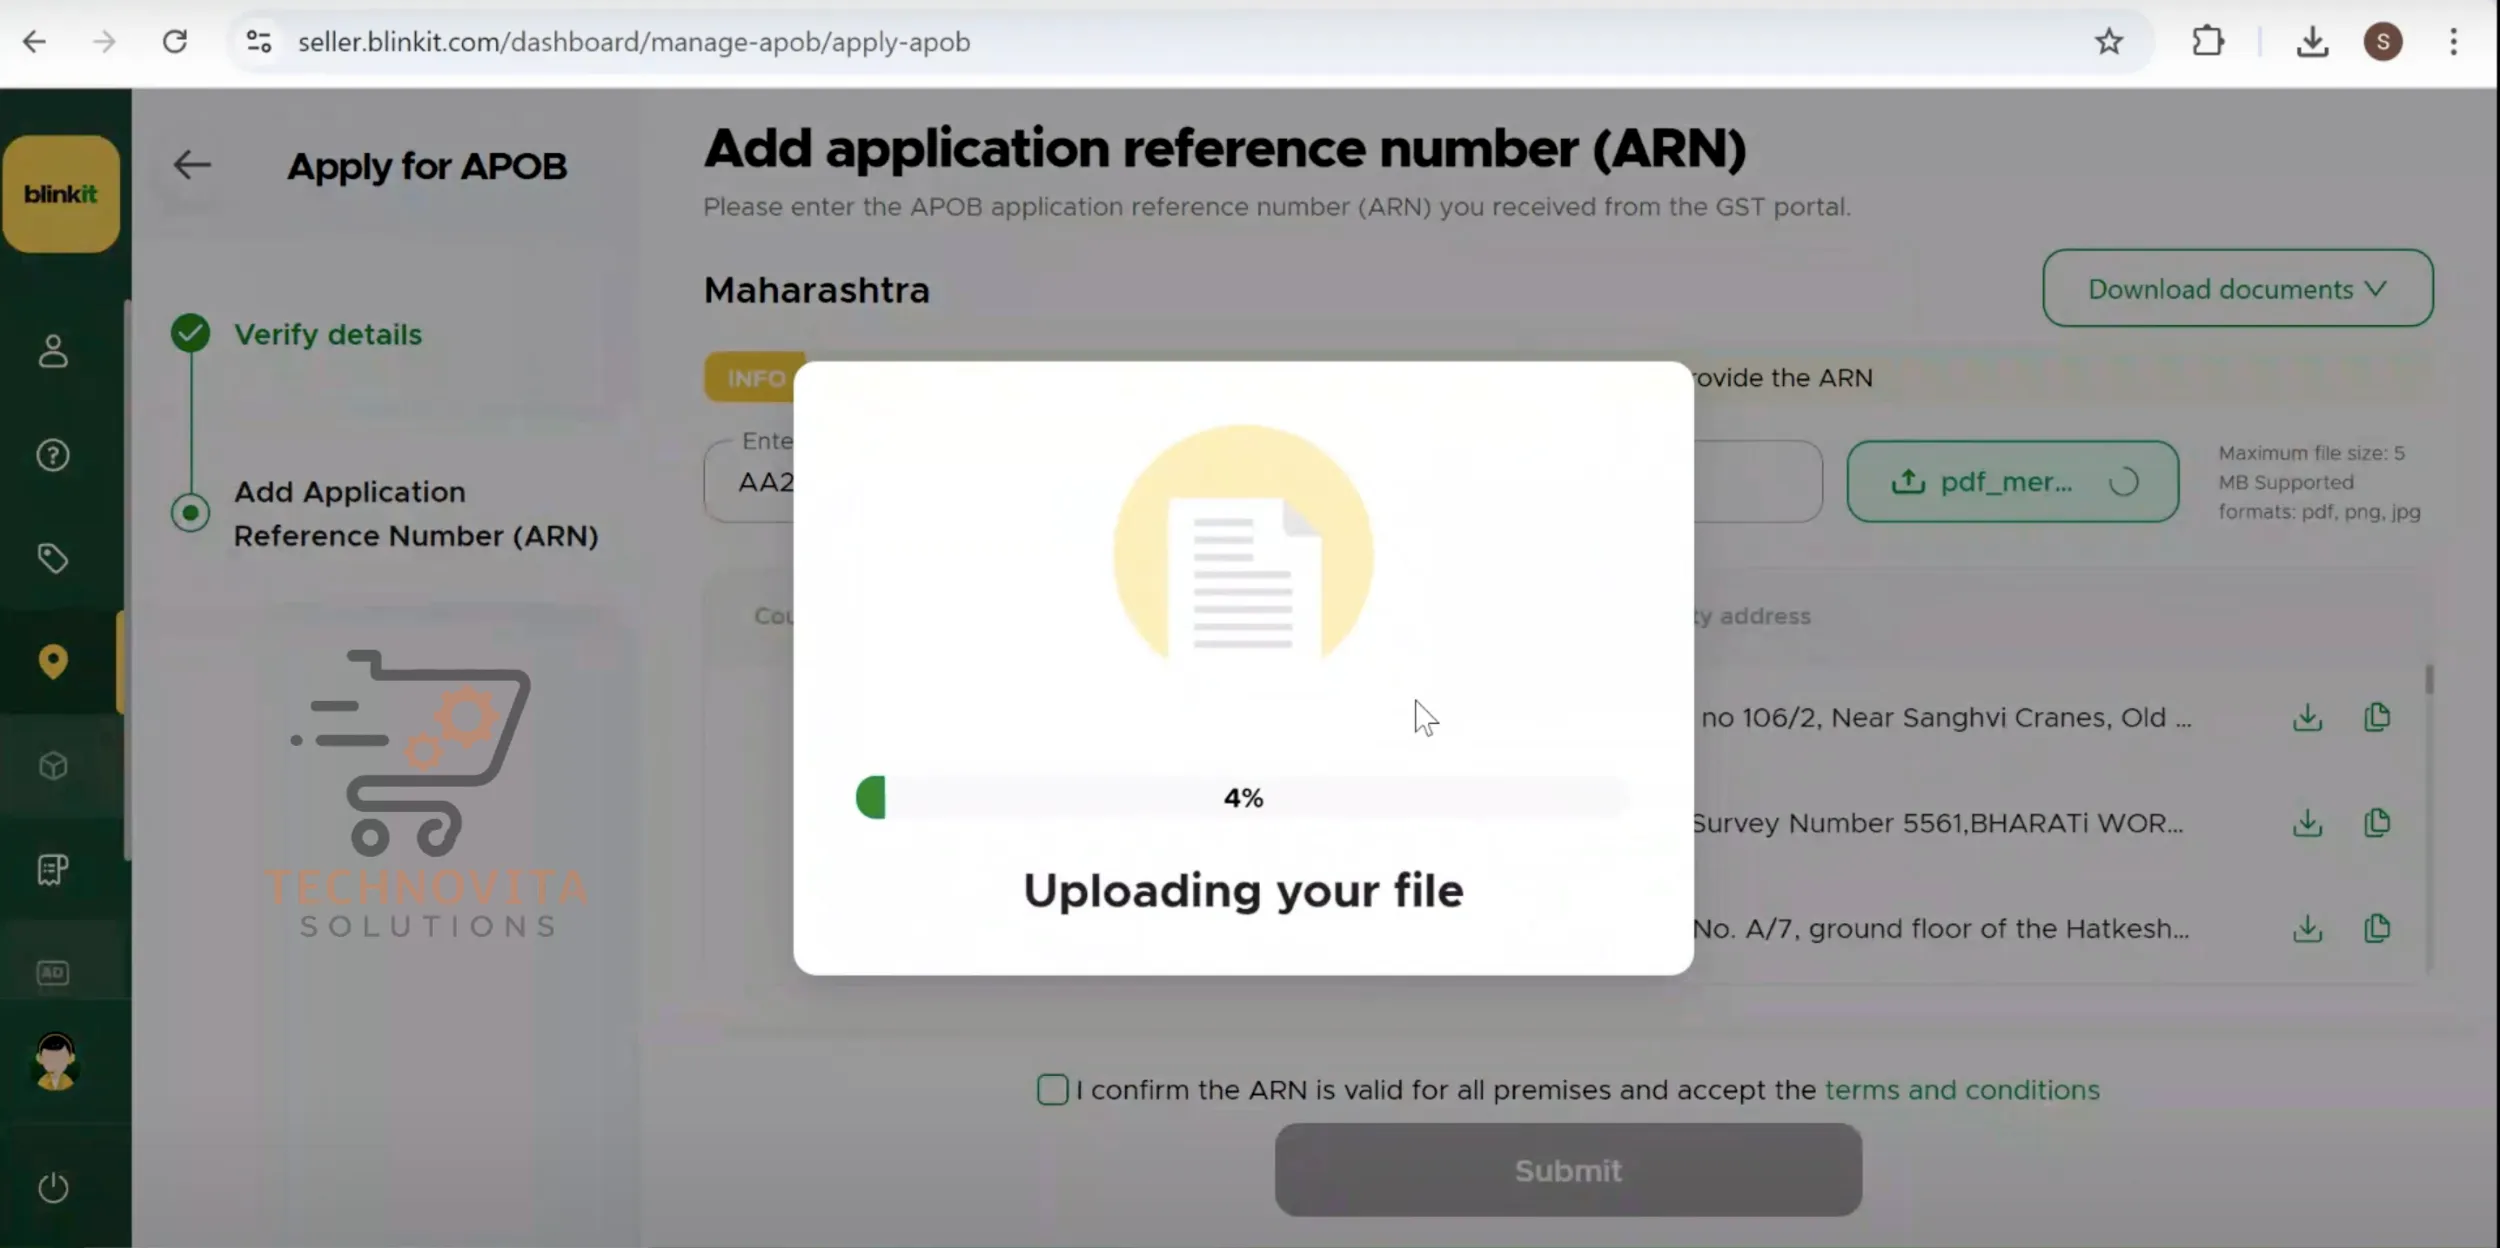 seller.blinkit.com/dashboard/manage-apob/apply-apob
S
blinkit
Apply for APOB
Verify details
Add Application
Reference Number (ARN)
TECHNOVITA
SOLUTIONS
AD
Add application reference number (ARN)
Please enter the APOB application reference number (ARN) you received from the GST portal.
Maharashtra
Download documents
INFO
the ARN
AA2
pdf_mer...
Maximum file size: 5
MB Supported
formats: pdf, png, jpg
address
no 106/2, Near Sanghvi Cranes, Old ...
Survey Number 5561,BHARATi WOR...
No. A/7, ground floor of the Hatkesh...
4%
Uploading your file
I confirm the ARN is valid for all premises and accept the terms and conditions
Submit